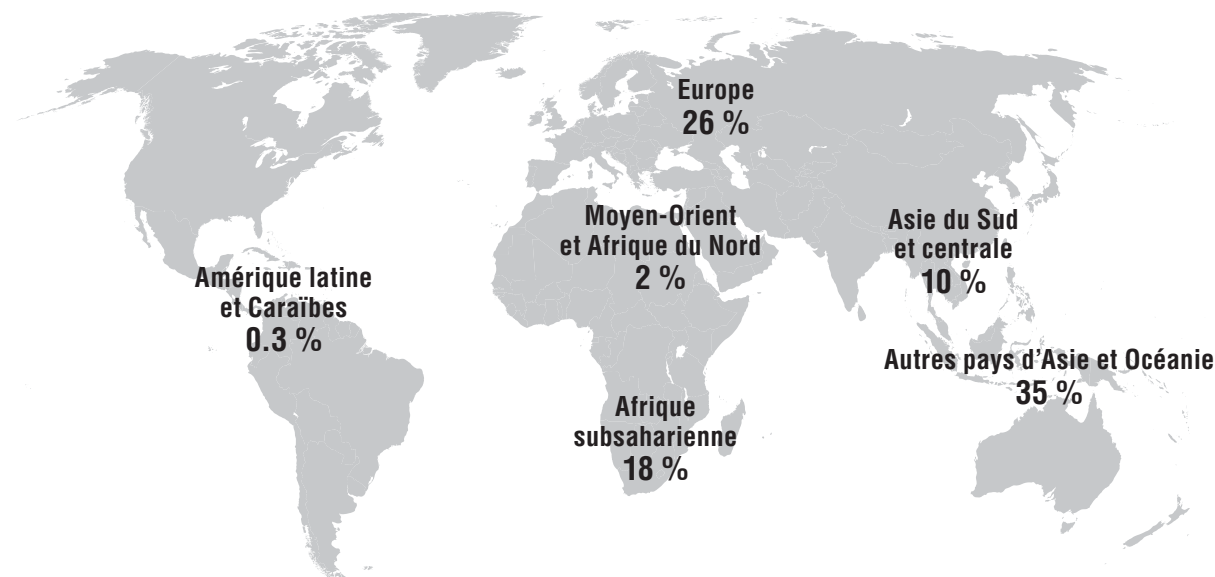 Europe
26 %
Moyen-Orient
et Afrique du Nord
2 %
Asie du Sud
et centrale
10 %
Amérique latine
et Caraïbes
0.3 %
Autres pays d'Asie et Océanie
35 %
Afrique
subsaharienne
18 %